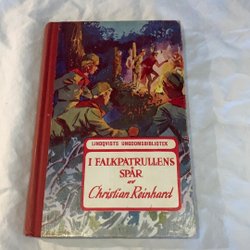 LINDQVISTS UNGDOMSBIBLIOTEK
I FALKPATRULLENS
SPÅR
av
Christian Reinhard